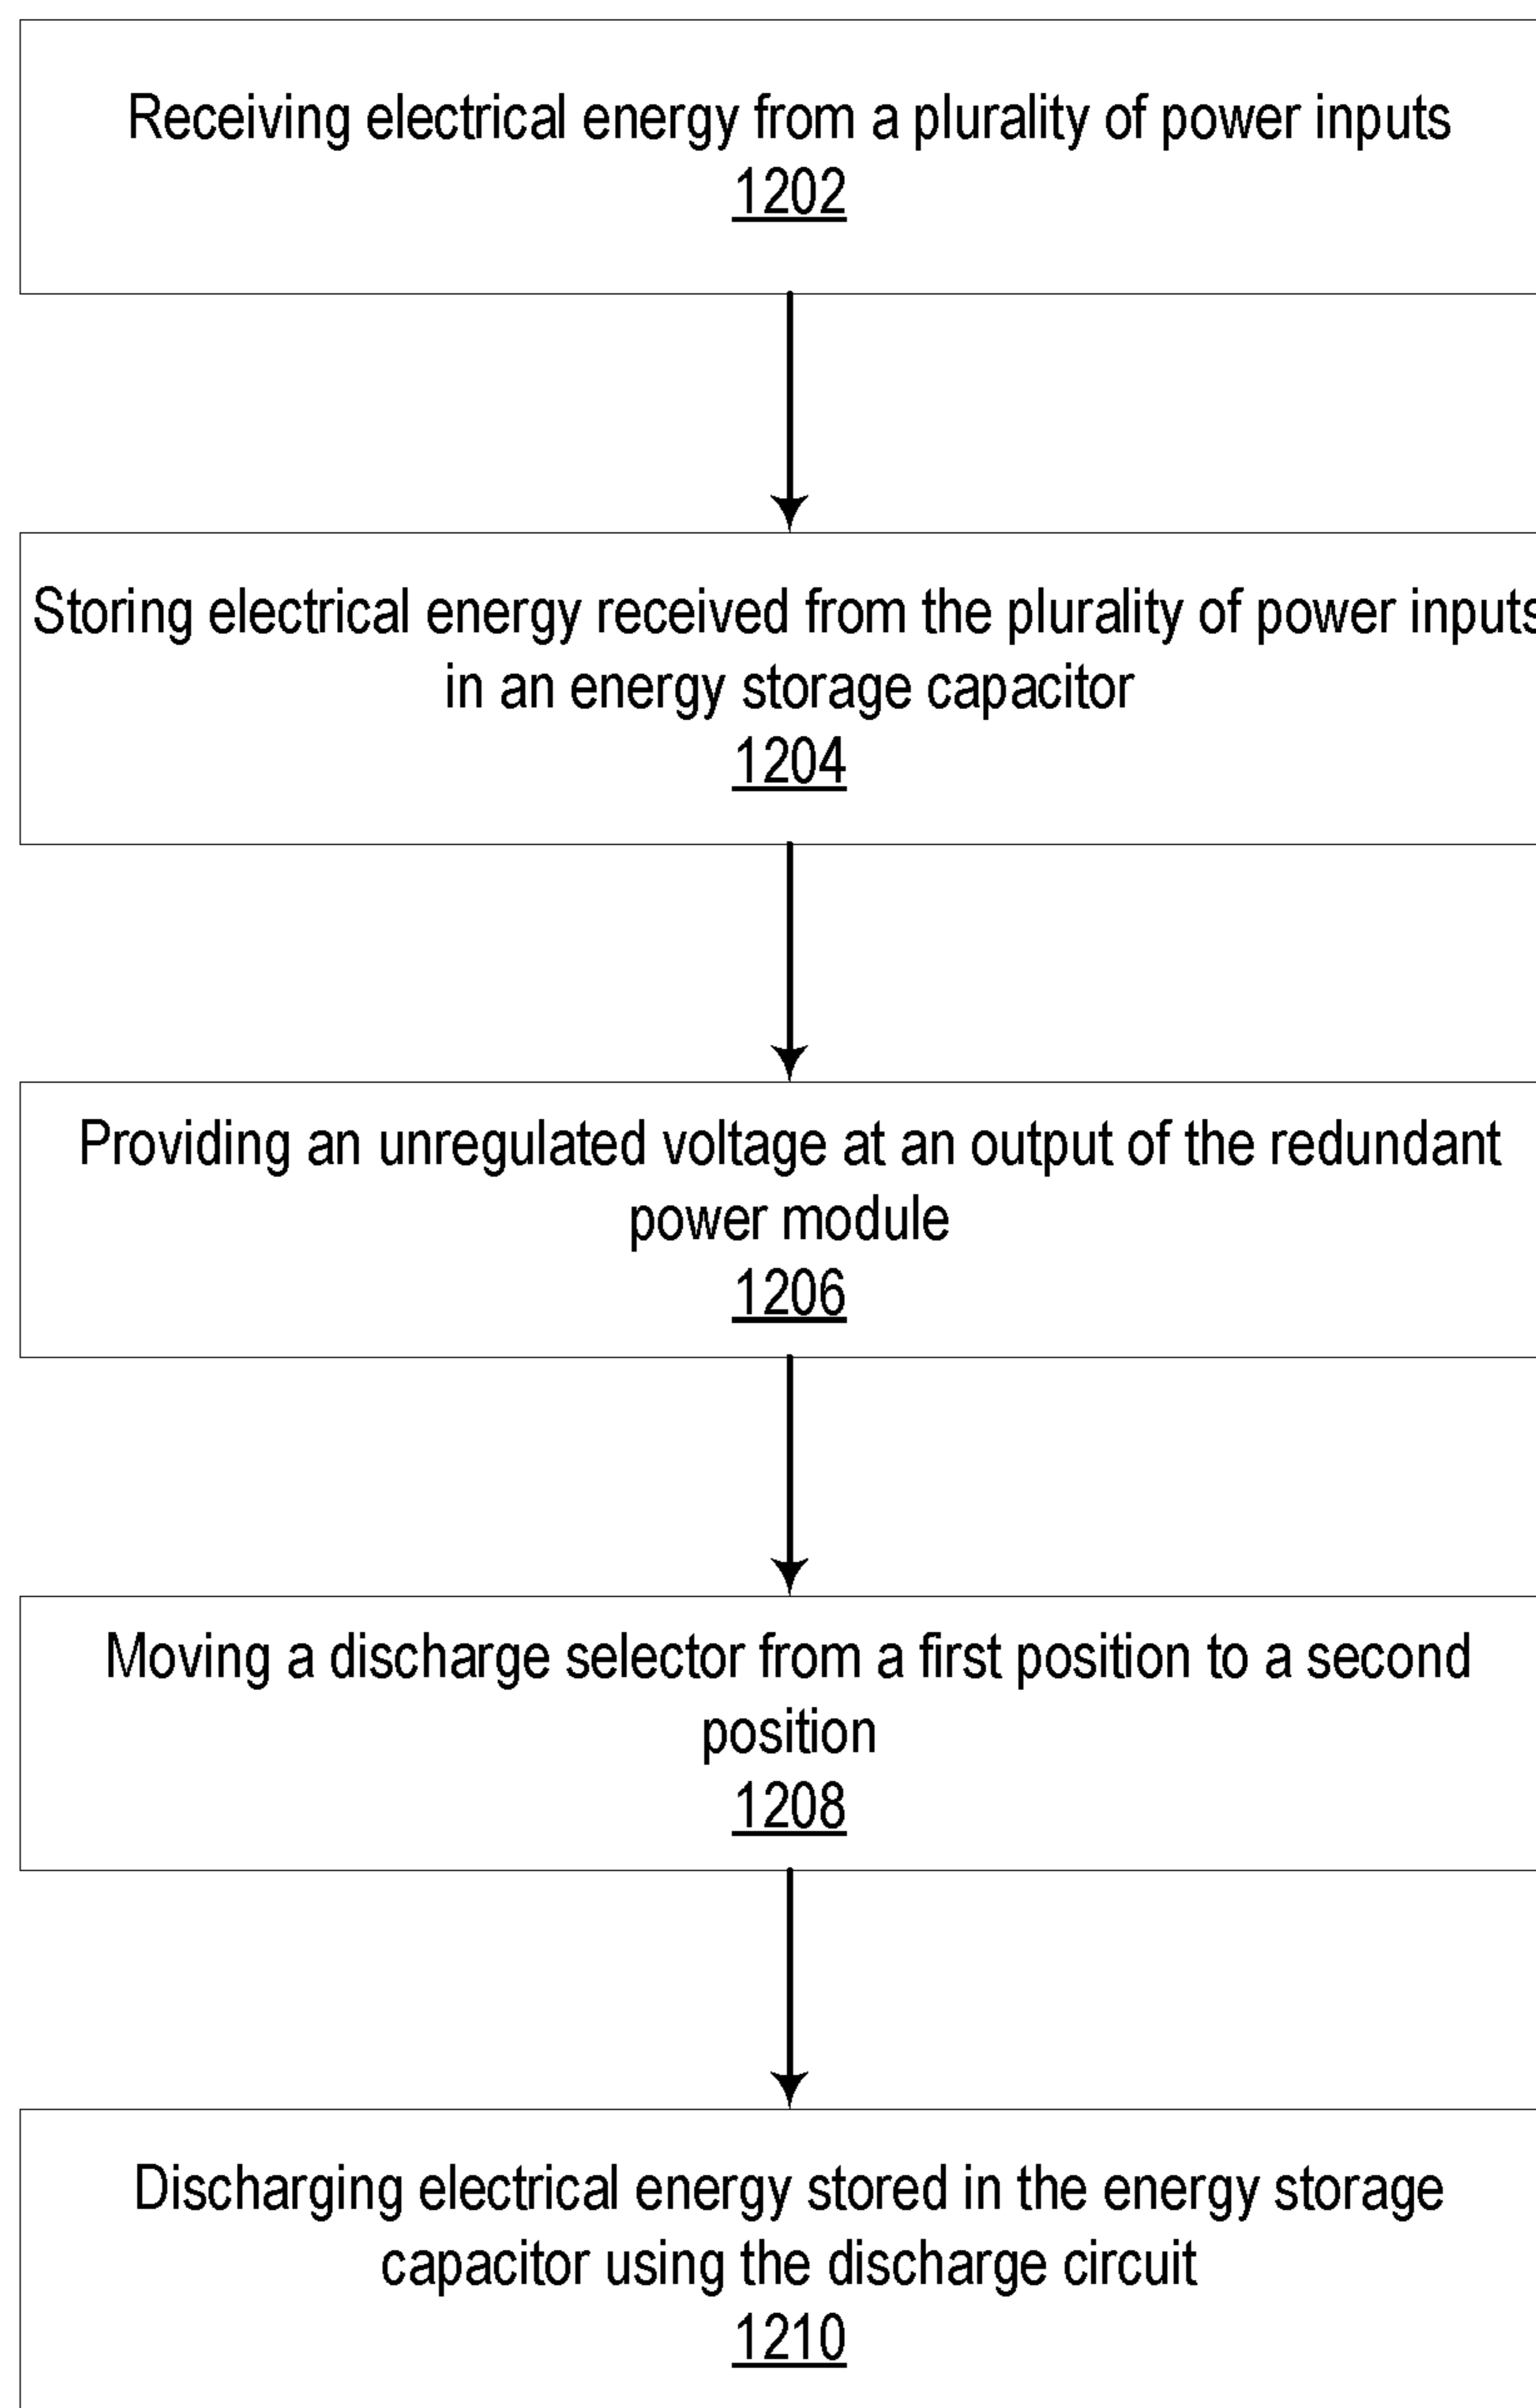 Receiving electrical energy from a plurality of power inputs
1202
Storing electrical energy received from the plurality of power inputs
in an energy storage capacitor
1204
Providing an unregulated voltage at an output of the redundant
power module
1206
Moving a discharge selector from a first position to a second
position
1208
Discharging electrical energy stored in the energy storage
capacitor using the discharge circuit
1210